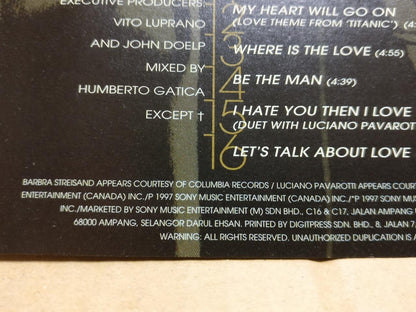 EXECUTIVE PRODUCERS
VITO LUPRANO
AND JOHN DOELP
MIXED BY
HUMBERTO GATICA
EXCEPT †
MY HEART WILL GO ON
(LOVE THEME FROM 'TITANIC')
WHERE IS THE LOVE (4:55)
BE THE MAN (4:39)
I HATE YOU THEN I LOVE
(DUET WITH LUCIANO PAVAROT
LET'S TALK ABOUT LOVE
BARBRA STREISAND APPEARS COURTESY OF COLUMBIA RECORDS / LUCIANO PAVAROTTI APPEARS COURT
ENTERTAINMENT (CANADA) INC./P 1997 SONY MUSIC ENTERTAINMENT (CANADA) INC./"P 1997 SONY MUS
INC./MARKETED BY SONY MUSIC ENTERTAINMENT (M) SDN BHD., C16 & C17, JALAN AMPANG
68000 AMPANG, SELANGOR DARUL EHSAN. PRINTED BY DIGITPRESS SDN. BHD., 8, JALAN 7
WARNING: ALL RIGHTS RESERVED. UNAUTHORIZED DUPLICATION IS A